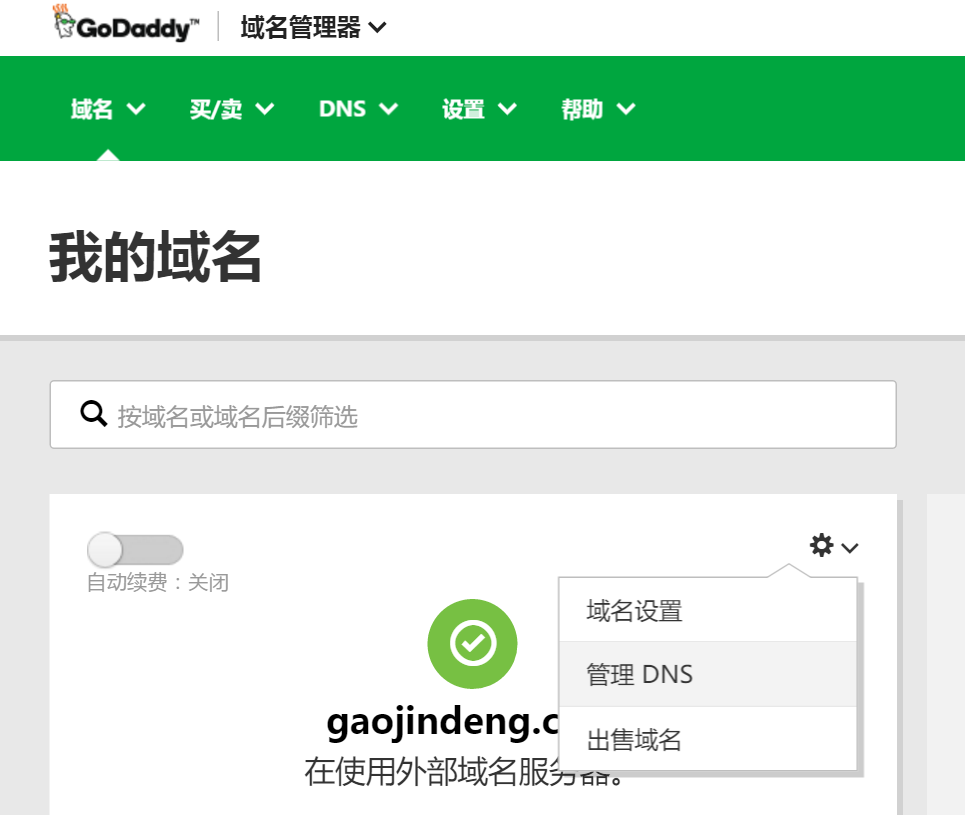 GoDaddy™ 域名管理器
域名 买/卖 DNS 设置 帮助
我的域名
按域名或域名后缀筛选
自动续费：关闭
域名设置
管理 DNS
出售域名
gaojindeng.c
在使用外部域名服务器。